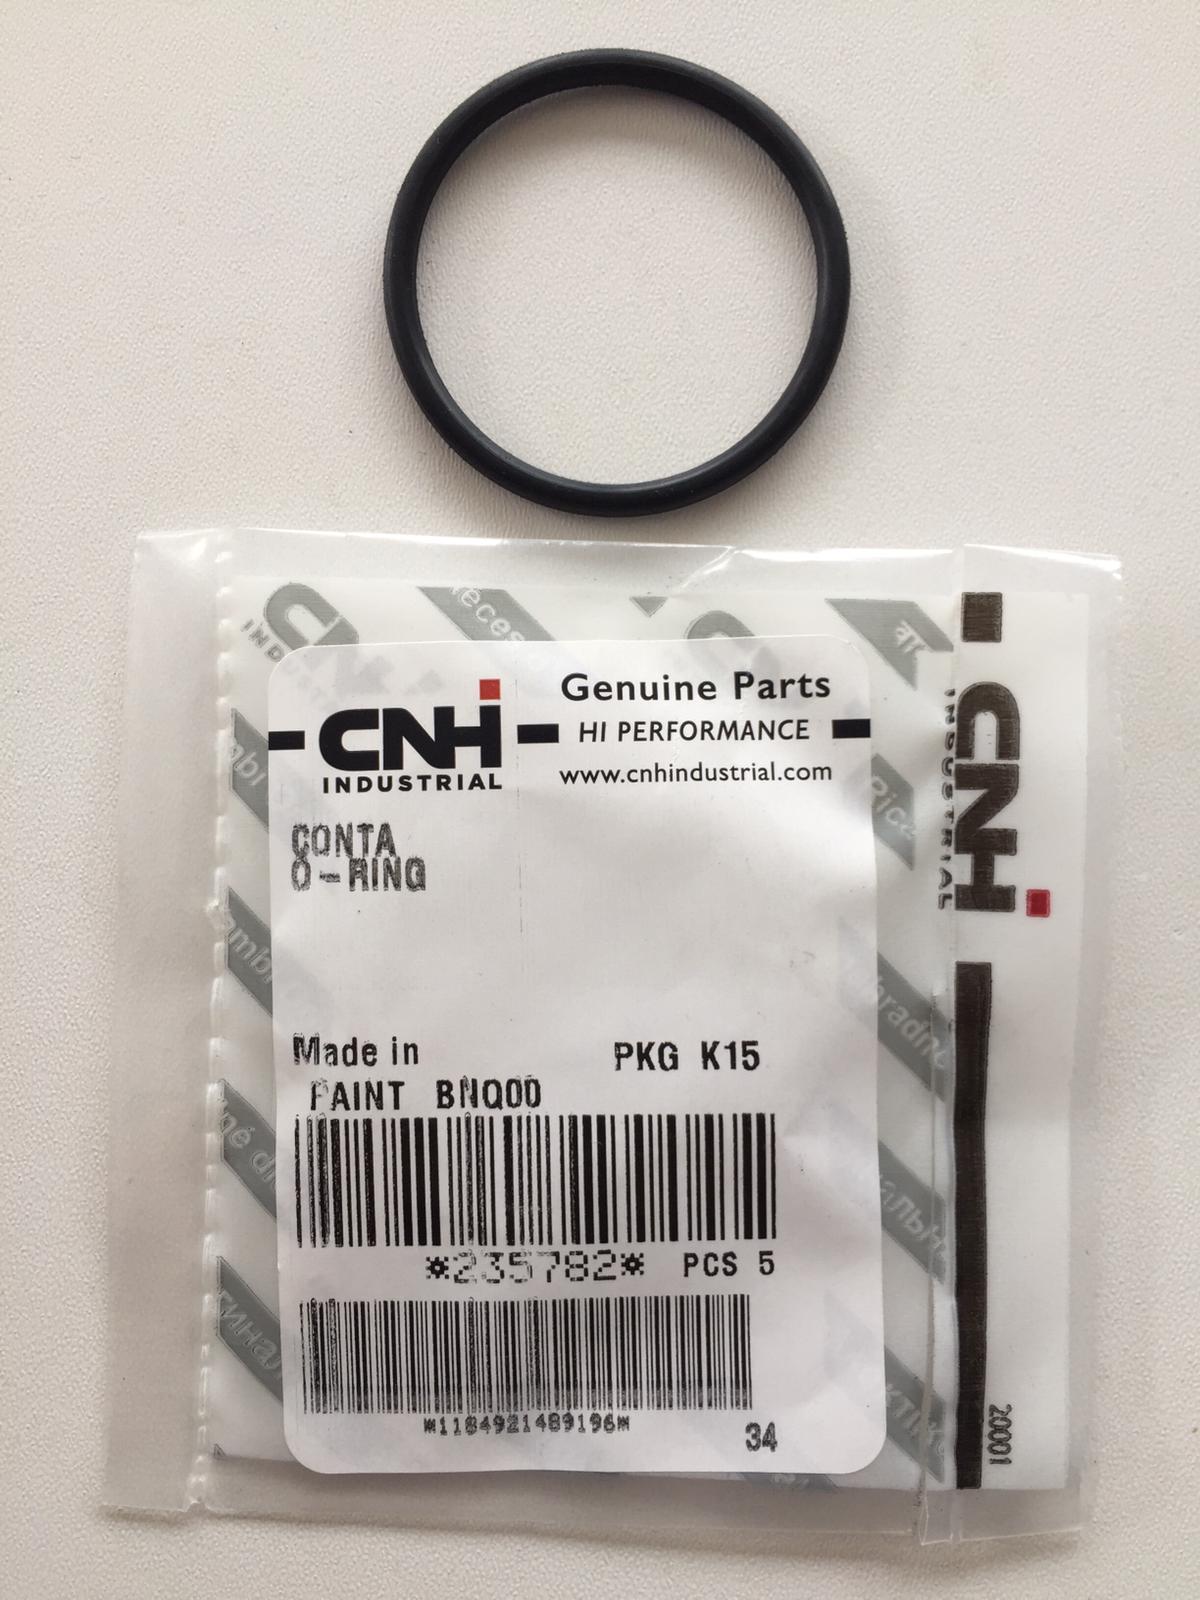 Genuine Parts
CNH
HI PERFORMANCE
INDUSTRIAL
www.cnhindustrial.com
CONTA
O-RING
Made in
PKG K15
PAINT BNQ00
*235782*
PCS 5
*1184921489196*
34
CNH
INDUSTRIAL
20001